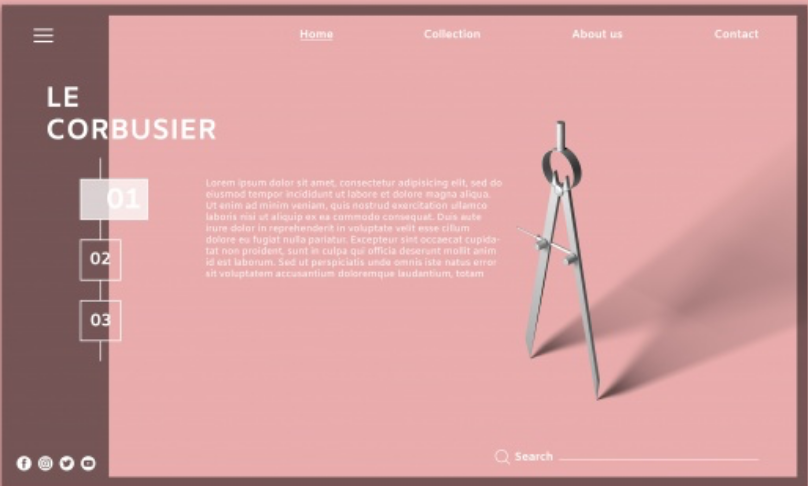 Home Collection About us Contact
LE
CORBUSIER
01
02
03
Lorem ipsum dolor sit amet, consectetur adipisicing elit, sed do
eiusmod tempor incididunt ut labore et dolore magna aliqua.
Ut enim ad minim veniam, quis nostrud exercitation ullamco
laboris nisi ut aliquip ex ea commodo consequat. Duis aute
irure dolor in reprehenderit in voluptate velit esse cillum
dolore eu fugiat nulla pariatur. Excepteur sint occaecat cupida-
tat non proident, sunt in culpa qui officia deserunt mollit anim
id est laborum. Sed ut perspiciatis unde omnis iste natus error
sit voluptatem accusantium doloremque laudantium, totam
Search